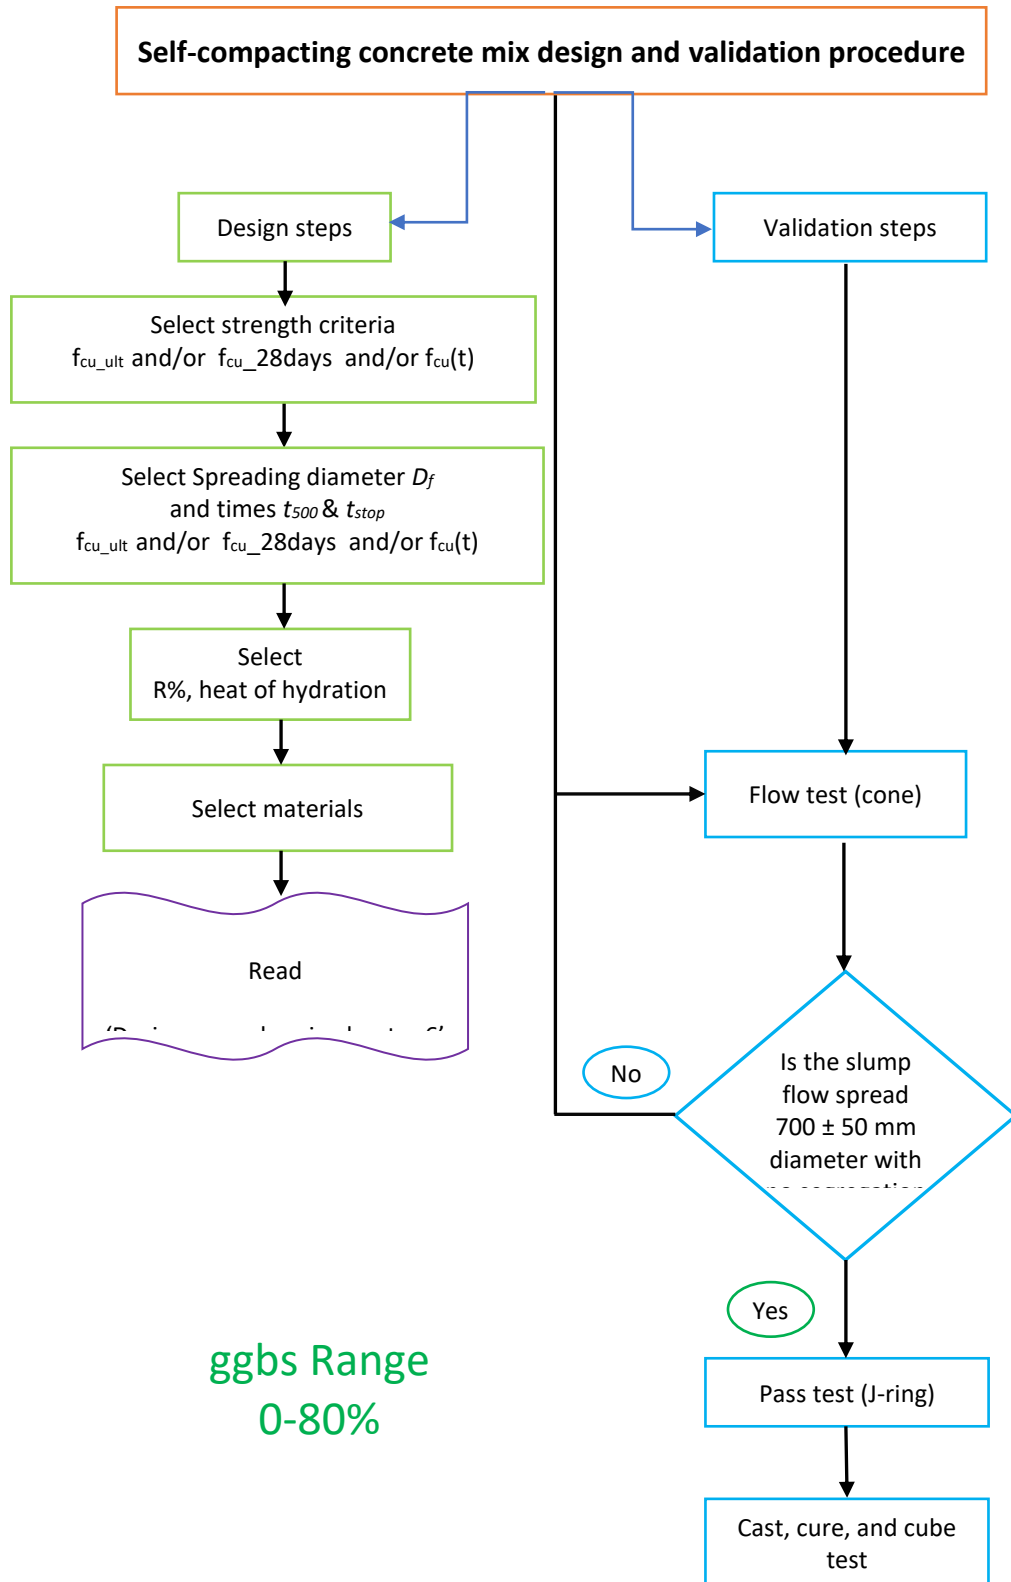 Self-compacting concrete mix design and validation procedure
Design steps
Validation steps
Select strength criteria
fcu_ult and/or fcu_28days and/or fcu(t)
Select Spreading diameter Df
and times t500 & tstop
fcu_ult and/or fcu_28days and/or fcu(t)
Select
R%, heat of hydration
Select materials
Read
Flow test (cone)
Is the slump
flow spread
700 ± 50 mm
diameter with
no segregation
No
Yes
Pass test (J-ring)
Cast, cure, and cube
test
ggbs Range
0-80%